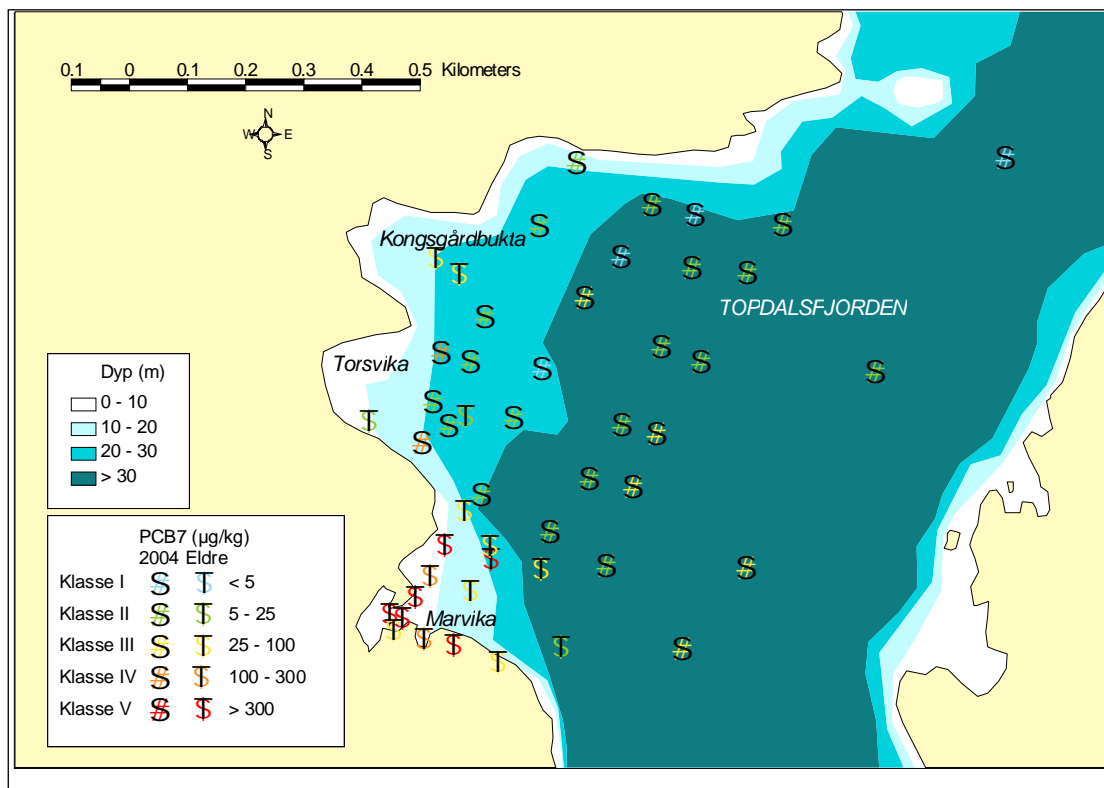 0.1 0 0.1 0.2 0.3 0.4 0.5 Kilometers
N
W E
S
Kongsgårdbukta
TOPDALSFJORDEN
Torsvika
Marvika
Dyp (m)
0 - 10
10 - 20
20 - 30
> 30
PCB7 (µg/kg)
2004 Eldre
Klasse I < 5
Klasse II 5 - 25
Klasse III 25 - 100
Klasse IV 100 - 300
Klasse V > 300